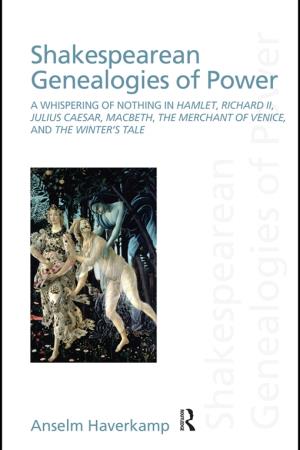 Shakespearean
Genealogies of Power
A WHISPERING OF NOTHING IN HAMLET, RICHARD II,
JULIUS CAESAR, MACBETH, THE MERCHANT OF VENICE,
AND THE WINTER'S TALE
Shakespearean
Genealogies of Power
Anselm Haverkamp
Routledge